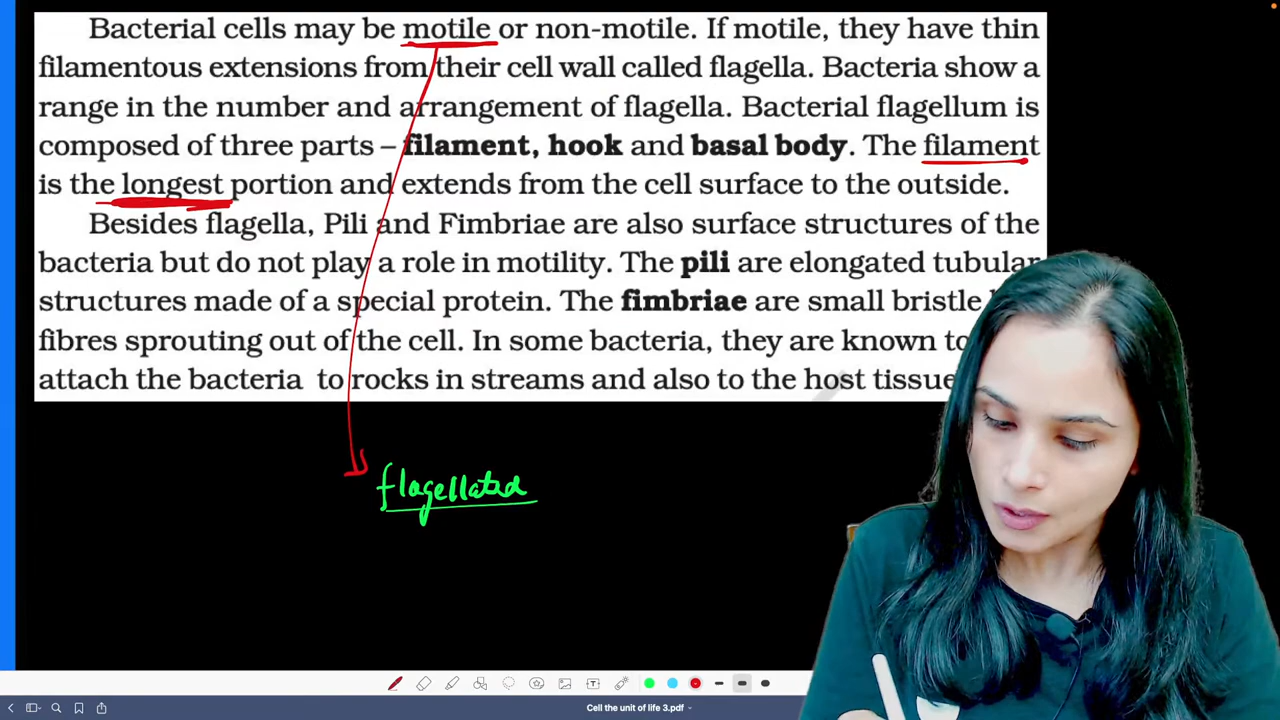 Bacterial cells may be motile or non-motile. If motile, they have thin
filamentous extensions from their cell wall called flagella. Bacteria show a
range in the number and arrangement of flagella. Bacterial flagellum is
composed of three parts – filament, hook and basal body. The filament
is the longest portion and extends from the cell surface to the outside.
Besides flagella, Pili and Fimbriae are also surface structures of the
bacteria but do not play a role in motility. The pili are elongated tubular
structures made of a special protein. The fimbriae are small bristle
fibres sprouting out of the cell. In some bacteria, they are known to
attach the bacteria to rocks in streams and also to the host
flagellated
Cell the unit of life 3.pdf